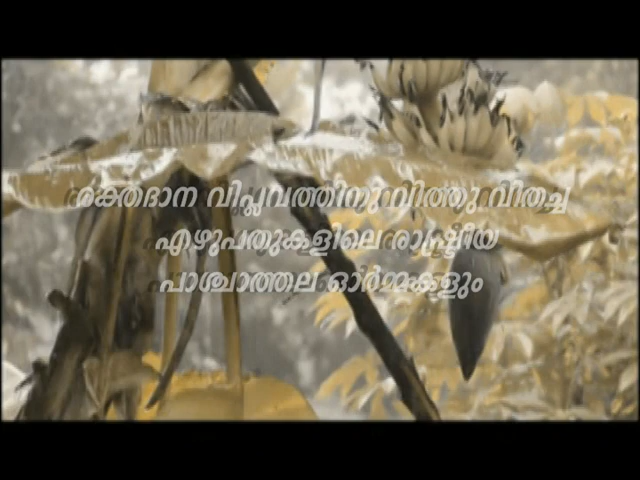 രക്തദാന വിപ്ലവത്തിനു വിത്തു വിതച്ച
എഴുപതുകളിലെ രാഷ്ട്രീയ
പാശ്ചാത്തല ഓർമ്മകളും